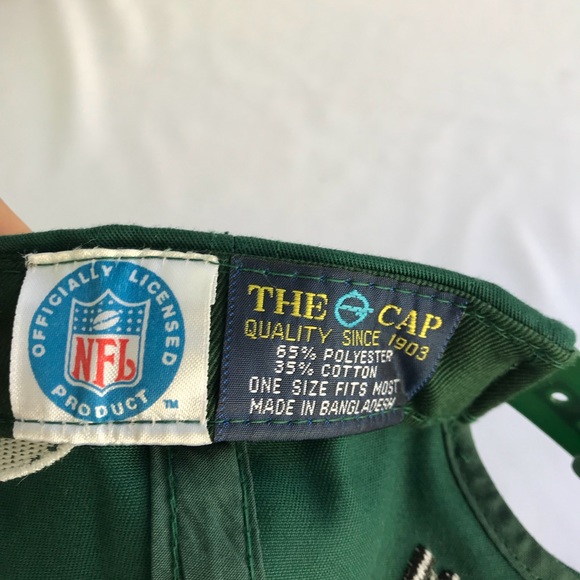 OFFICIALLY LICENSED
NFL
PRODUCT
™
THE CAP
QUALITY SINCE 1903
65% POLYESTER
35% COTTON
ONE SIZE FITS MOST
MADE IN BANGLADESH